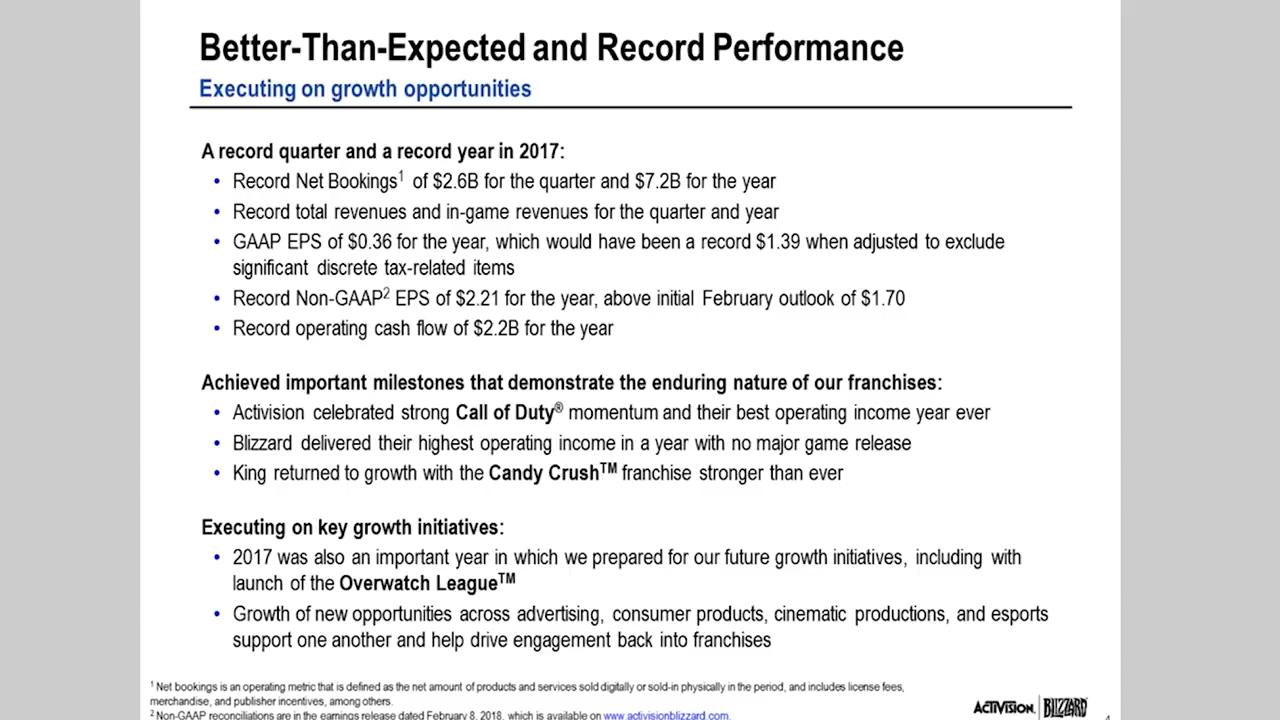 Better-Than-Expected and Record Performance
Executing on growth opportunities
A record quarter and a record year in 2017:
• Record Net Bookings1 of $2.6B for the quarter and $7.2B for the year
• Record total revenues and in-game revenues for the quarter and year
• GAAP EPS of $0.36 for the year, which would have been a record $1.39 when adjusted to exclude
significant discrete tax-related items
• Record Non-GAAP2 EPS of $2.21 for the year, above initial February outlook of $1.70
• Record operating cash flow of $2.2B for the year
Achieved important milestones that demonstrate the enduring nature of our franchises:
• Activision celebrated strong Call of Duty® momentum and their best operating income year ever
• Blizzard delivered their highest operating income in a year with no major game release
• King returned to growth with the Candy Crush™ franchise stronger than ever
Executing on key growth initiatives:
• 2017 was also an important year in which we prepared for our future growth initiatives, including with
launch of the Overwatch League™
• Growth of new opportunities across advertising, consumer products, cinematic productions, and esports
support one another and help drive engagement back into franchises
1 Net bookings is an operating metric that is defined as the net amount of products and services sold digitally or sold-in physically in the period, and includes license fees,
merchandise, and publisher incentives, among others.
2 Non-GAAP reconciliations are in the earnings release dated February 8, 2018, which is available on www.activisionblizzard.com.
ACTIVISION. BLIZZARD
4